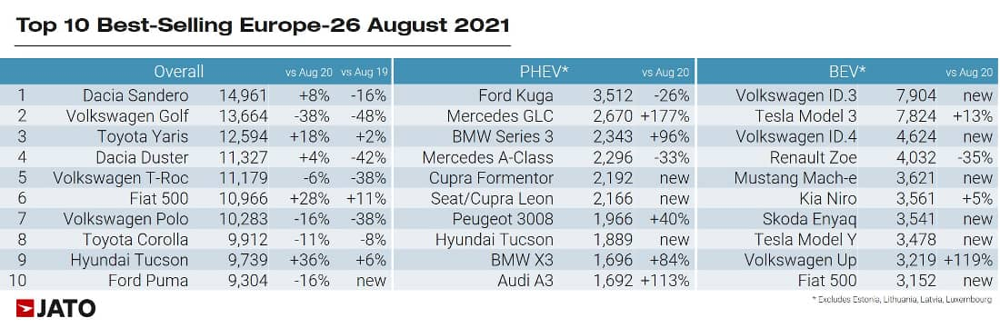 Top 10 Best-Selling Europe-26 August 2021
Overall vs Aug 20 vs Aug 19 PHEV* vs Aug 20 BEV* vs Aug 20
1 Dacia Sandero 14,961 +8% -16% Ford Kuga 3,512 -26% Volkswagen ID.3 7,904 new
2 Volkswagen Golf 13,664 -38% -48% Mercedes GLC 2,670 +177% Tesla Model 3 7,824 +13%
3 Toyota Yaris 12,594 +18% +2% BMW Series 3 2,343 +96% Volkswagen ID.4 4,624 new
4 Dacia Duster 11,327 +4% -42% Mercedes A-Class 2,296 -33% Renault Zoe 4,032 -35%
5 Volkswagen T-Roc 11,179 -6% -38% Cupra Formentor 2,192 new Mustang Mach-e 3,621 new
6 Fiat 500 10,966 +28% +11% Seat/Cupra Leon 2,166 new Kia Niro 3,561 +5%
7 Volkswagen Polo 10,283 -16% -38% Peugeot 3008 1,966 +40% Skoda Enyaq 3,541 new
8 Toyota Corolla 9,912 -11% -8% Hyundai Tucson 1,889 new Tesla Model Y 3,478 new
9 Hyundai Tucson 9,739 +36% +6% BMW X3 1,696 +84% Volkswagen Up 3,219 +119%
10 Ford Puma 9,304 -16% new Audi A3 1,692 +113% Fiat 500 3,152 new
* Excludes Estonia, Lithuania, Latvia, Luxembourg
JATO